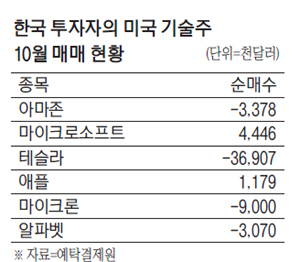 한국 투자자의 미국 기술주
10월 매매 현황
(단위=천달러)
종목 순매수
아마존 -3.378
마이크로소프트 4.446
테슬라 -36.907
애플 1.179
마이크론 -9.000
알파벳 -3.070
※ 자료=예탁결제원